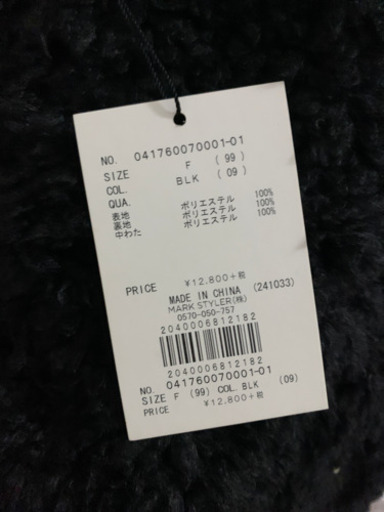 NO. 041760070001-01
SIZE F (99)
COL. BLK (09)
QUA.
表地 ポリエステル 100%
裏地 ポリエステル 100%
中わた ポリエステル 100%
PRICE ¥12,800+税
MADE IN CHINA (241033)
MARK STYLER(株)
0570-050-757
2040006812182
2040006812182
NO. 041760070001-01
SIZE F (99) COL. BLK (09)
PRICE ¥12,800+税